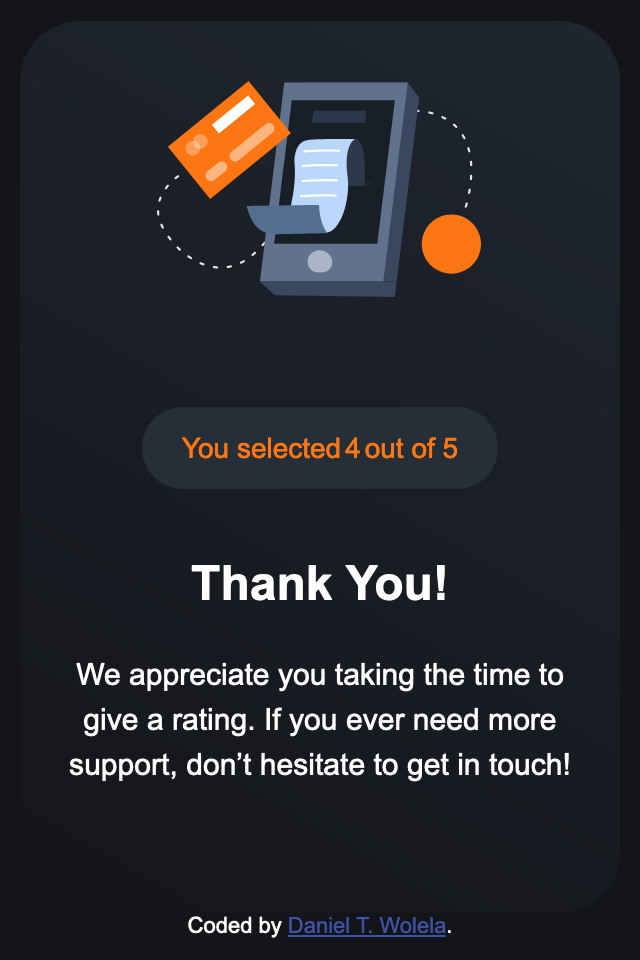 You selected 4 out of 5
Thank You!
We appreciate you taking the time to
give a rating. If you ever need more
support, don’t hesitate to get in touch!
Coded by Daniel T. Wolela.